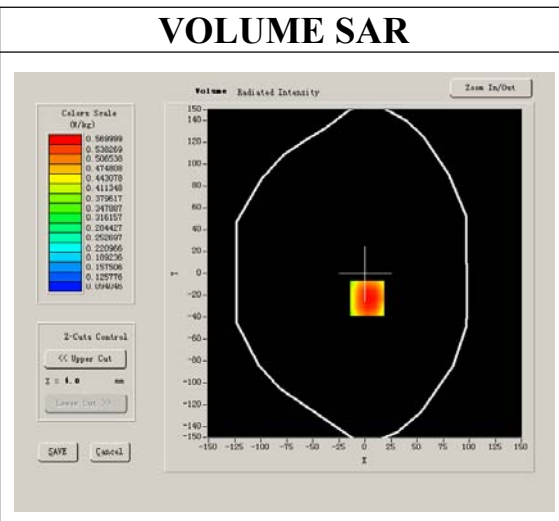 VOLUME SAR
Volume Radiated Intensity
Zoom In/Out
Colors Scale
(W/kg)
0.569999
0.538269
0.506538
0.474808
0.443078
0.411348
0.379617
0.347887
0.316157
0.284427
0.252697
0.220966
0.189236
0.157506
0.125776
0.094046
Z-Cuts Control
<< Upper Cut
Z = 4.0 mm
Lower Cut >>
SAVE
Cancel
150
120
100
80
60
40
20
0
-20
-40
-60
-80
-100
-120
-140
-150
Y
-150 -125 -100 -75 -50 -25 0 25 50 75 100 125 150
X